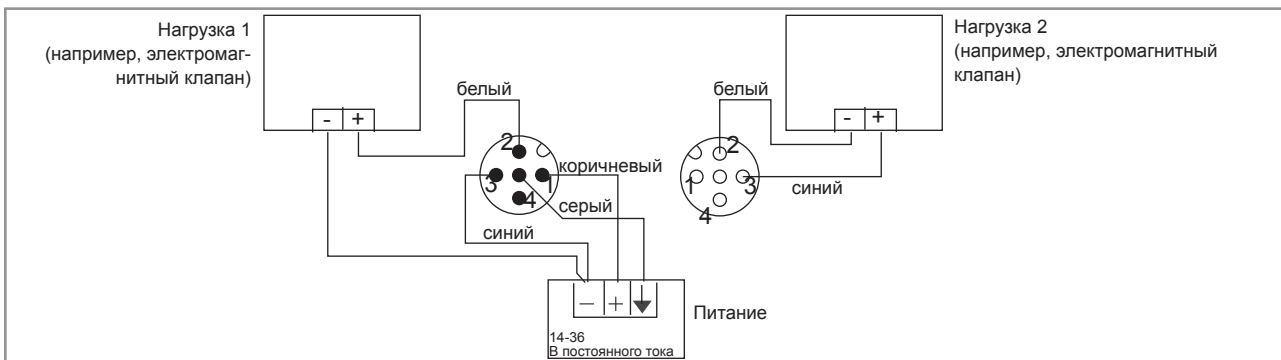 Нагрузка 1
(например, электромаг-
нитный клапан)
- +
белый
2
коричневый
3
1
4
серый
синий
− +
14-36
В постоянного тока
Питание
Нагрузка 2
(например, электромагнитный
клапан)
- +
белый
2
1
3
синий
4